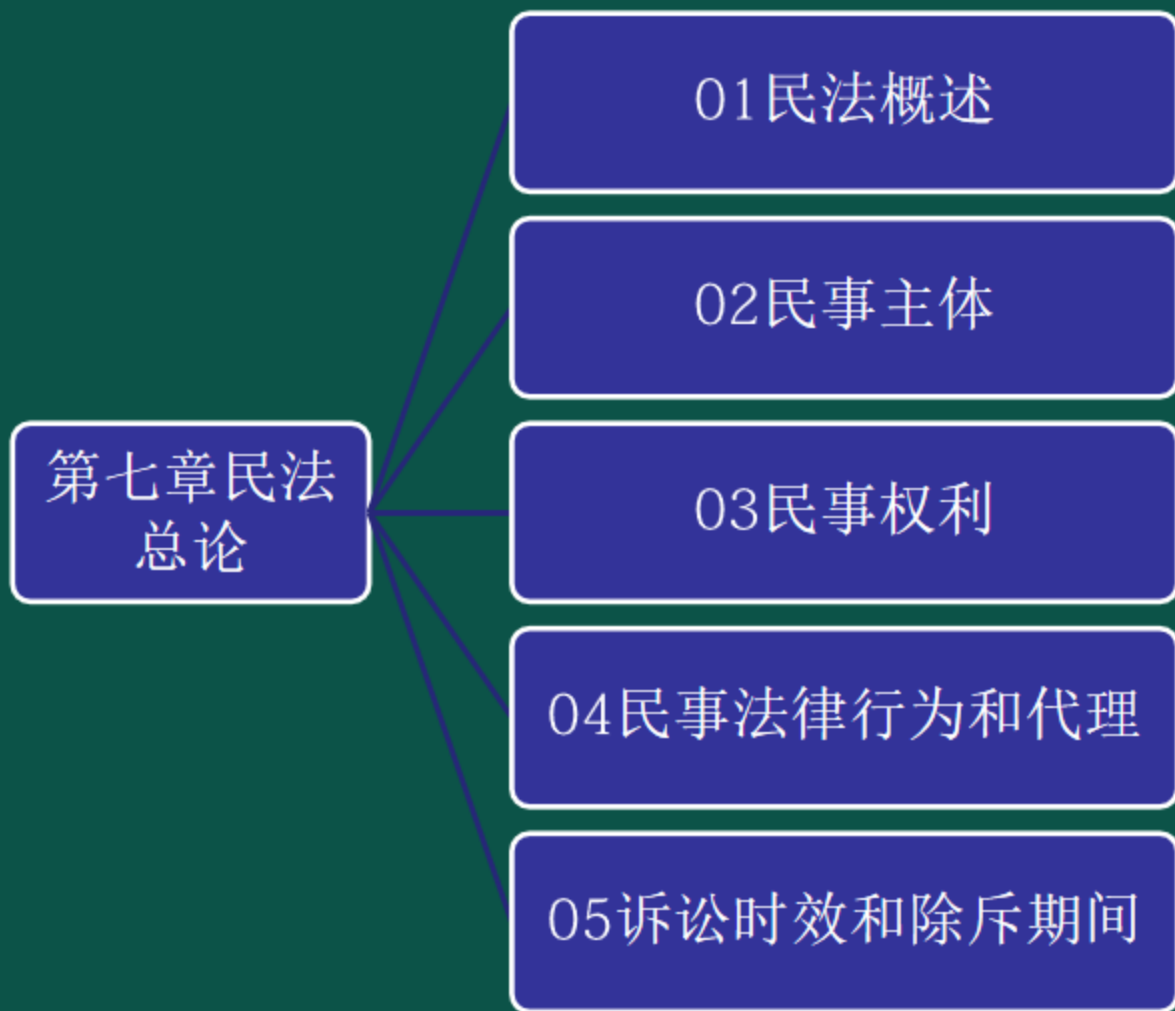 第七章民法
总论
01民法概述
02民事主体
03民事权利
04民事法律行为和代理
05诉讼时效和除斥期间